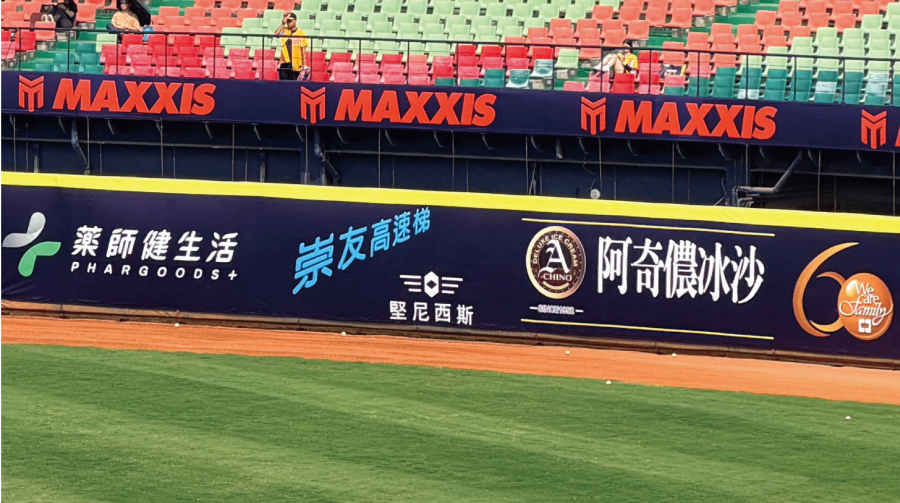 MAXXIS
MAXXIS
MAXXIS
藥師健生活
PHARGOODS+
崇友高速梯
堅尼西斯
DELUXE ICE CREAM
A
-CHINO
阿奇儂冰沙
60
We are Family